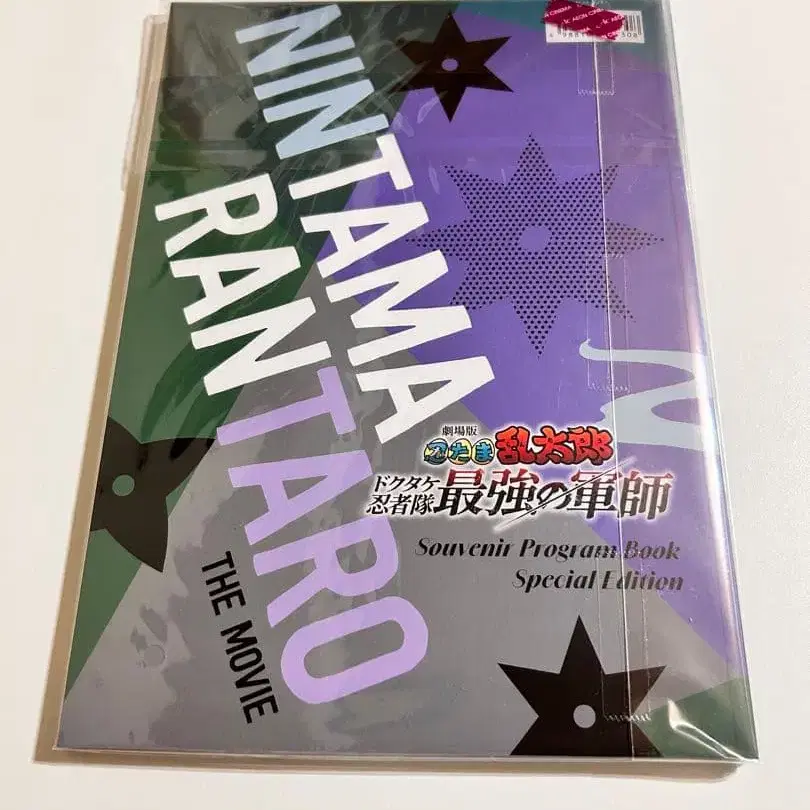 NINTAMA
RANTARO
THE MOVIE
劇場版
忍たま 乱太郎
ドクタケ
忍者隊 最強の軍師
Souvenir Program Book
Special Edition